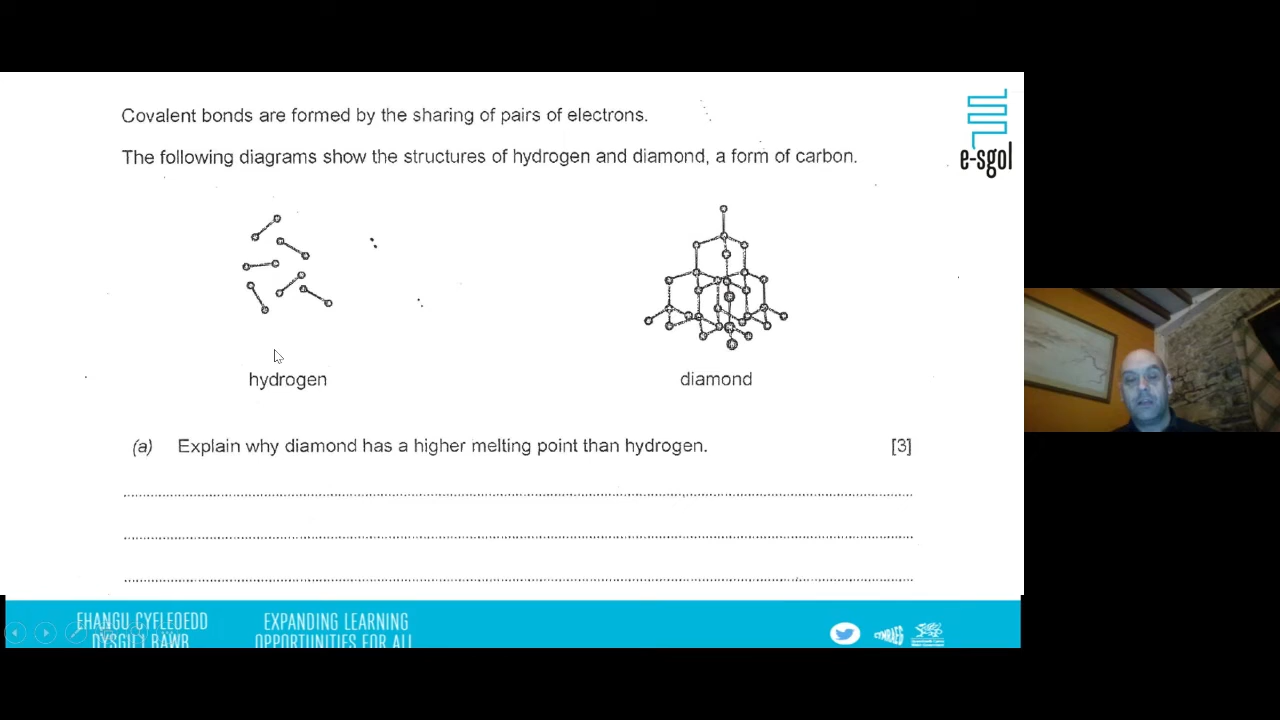 Covalent bonds are formed by the sharing of pairs of electrons.
The following diagrams show the structures of hydrogen and diamond, a form of carbon.
e-sgol
hydrogen
diamond
(a) Explain why diamond has a higher melting point than hydrogen. [3]
EHANGU CYFLEOEDD
DYSGU I BAWB
EXPANDING LEARNING
OPPORTUNITIES FOR ALL